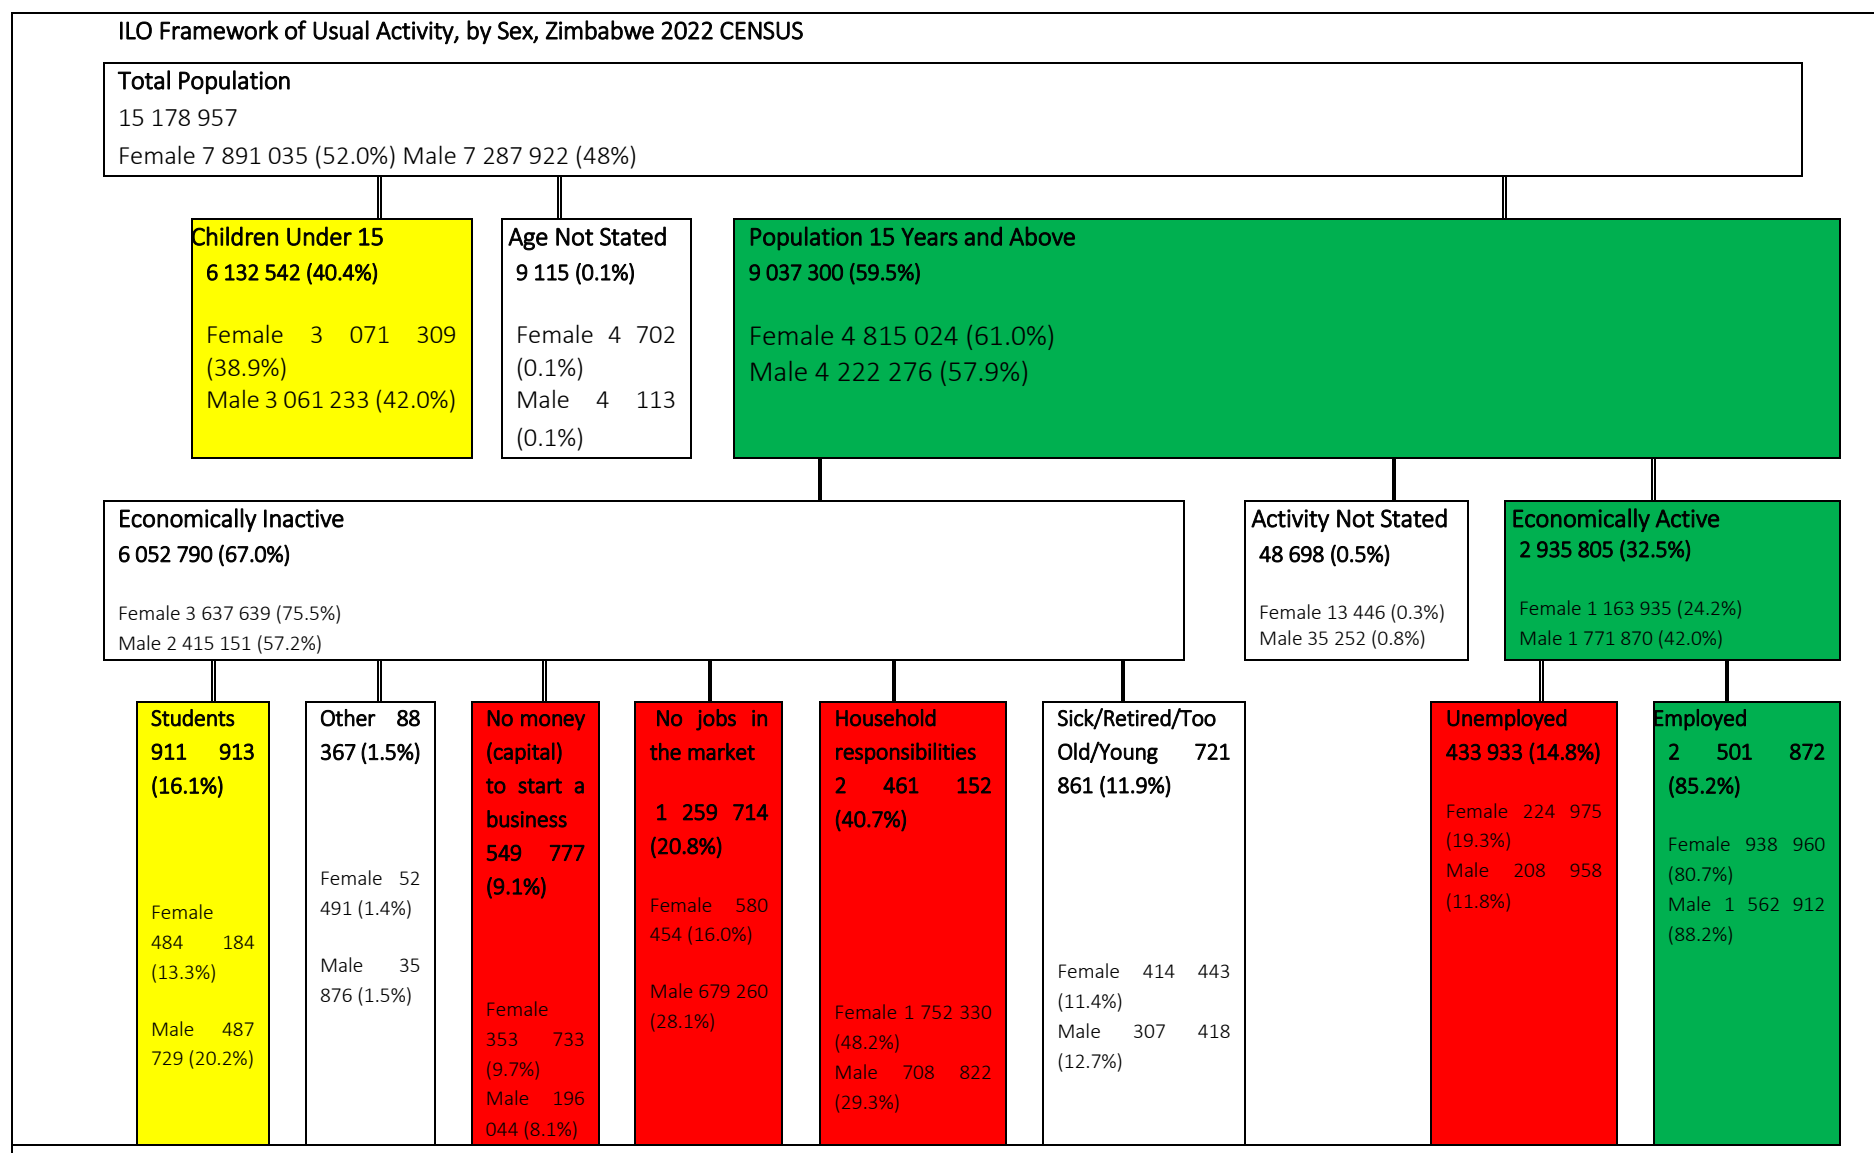 ILO Framework of Usual Activity, by Sex, Zimbabwe 2022 CENSUS
Total Population
15 178 957
Female 7 891 035 (52.0%) Male 7 287 922 (48%)
Children Under 15
6 132 542 (40.4%)
Female 3 071 309
(38.9%)
Male 3 061 233 (42.0%)
Age Not Stated
9 115 (0.1%)
Female 4 702
(0.1%)
Male 4 113
(0.1%)
Population 15 Years and Above
9 037 300 (59.5%)
Female 4 815 024 (61.0%)
Male 4 222 276 (57.9%)
Economically Inactive
6 052 790 (67.0%)
Female 3 637 639 (75.5%)
Male 2 415 151 (57.2%)
Activity Not Stated
48 698 (0.5%)
Female 13 446 (0.3%)
Male 35 252 (0.8%)
Economically Active
2 935 805 (32.5%)
Female 1 163 935 (24.2%)
Male 1 771 870 (42.0%)
Students
911 913
(16.1%)
Female
484 184
(13.3%)
Male 487
729 (20.2%)
Other 88
367 (1.5%)
Female 52
491 (1.4%)
Male 35
876 (1.5%)
No money
(capital)
to start a
business
549 777
(9.1%)
Female
353 733
(9.7%)
Male 196
044 (8.1%)
No jobs in
the market
1 259 714
(20.8%)
Female 580
454 (16.0%)
Male 679 260
(28.1%)
Household
responsibilities
2 461 152
(40.7%)
Female 1 752 330
(48.2%)
Male 708 822
(29.3%)
Sick/Retired/Too
Old/Young 721
861 (11.9%)
Female 414 443
(11.4%)
Male 307 418
(12.7%)
Unemployed
433 933 (14.8%)
Female 224 975
(19.3%)
Male 208 958
(11.8%)
Employed
2 501 872
(85.2%)
Female 938 960
(80.7%)
Male 1 562 912
(88.2%)